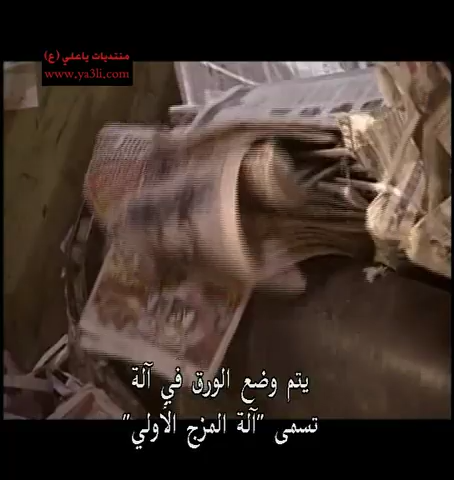 منتديات ياعلي (ع)
www.ya3li.com
يتم وضع الورق في آلة
تسمى "آلة المزج الأولي"